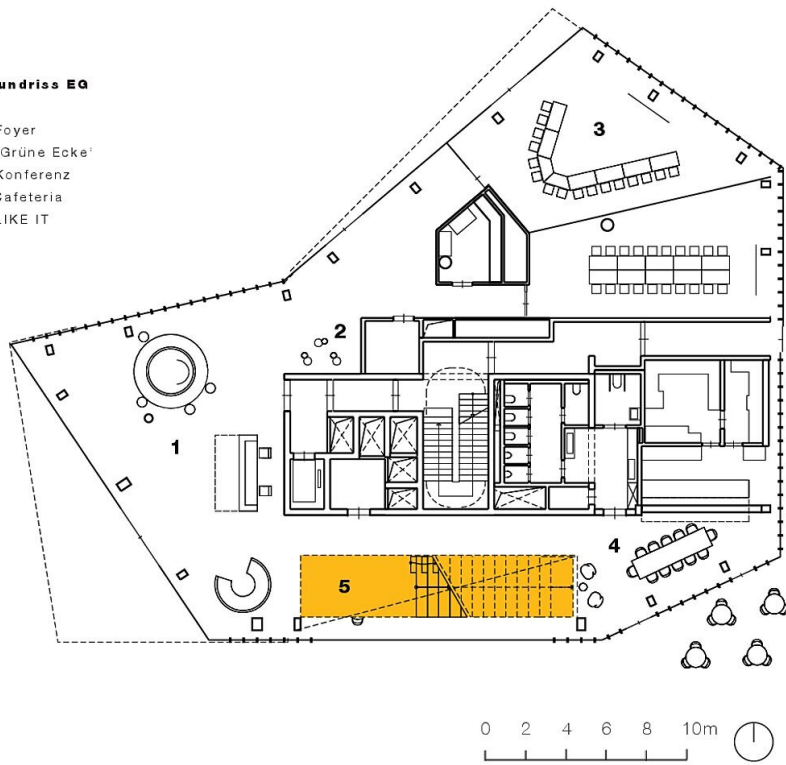 undriss EG
Foyer
Grüne Ecke'
Konferenz
Cafeteria
LIKE IT
3
2
1
4
5
0 2 4 6 8 10m